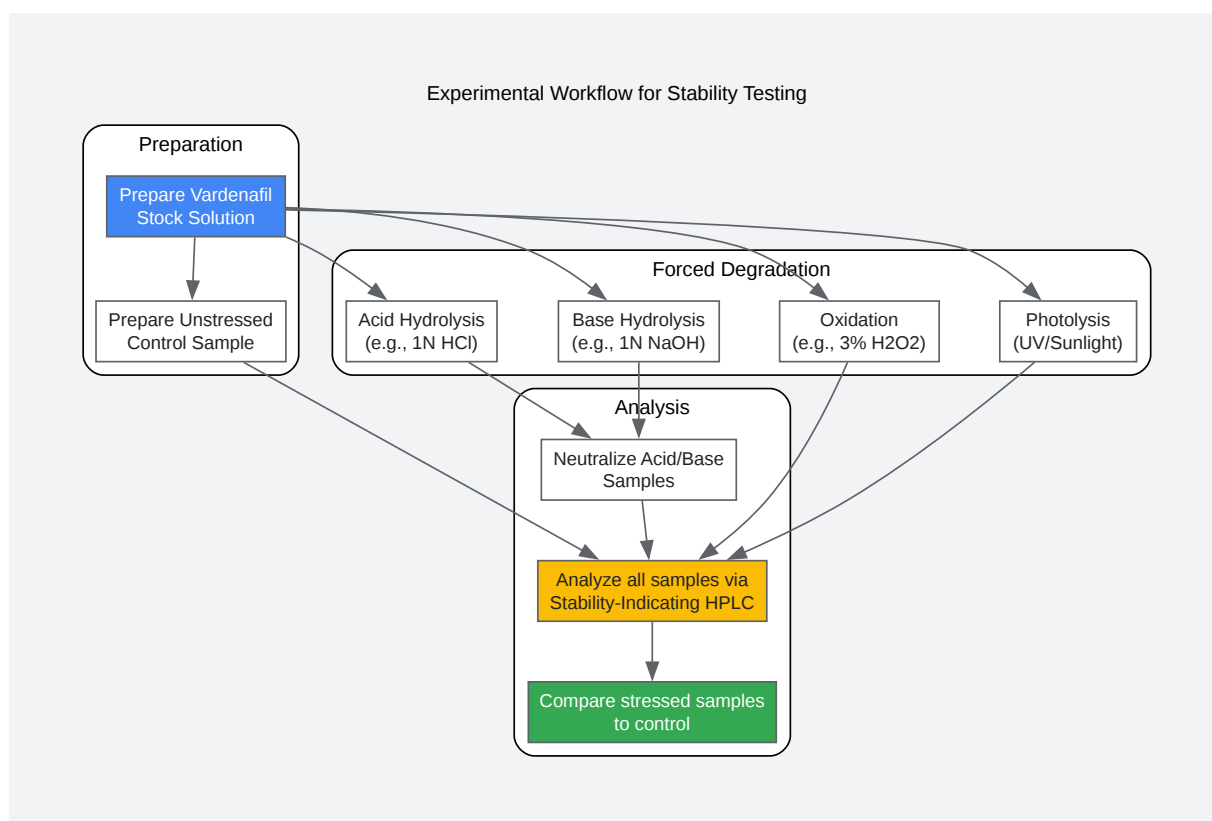 Experimental Workflow for Stability Testing
Preparation
Prepare Vardenafil
Stock Solution
Prepare Unstressed
Control Sample
Forced Degradation
Acid Hydrolysis
(e.g., 1N HCl)
Base Hydrolysis
(e.g., 1N NaOH)
Oxidation
(e.g., 3% H2O2)
Photolysis
(UV/Sunlight)
Analysis
Neutralize Acid/Base
Samples
Analyze all samples via
Stability-Indicating HPLC
Compare stressed samples
to control